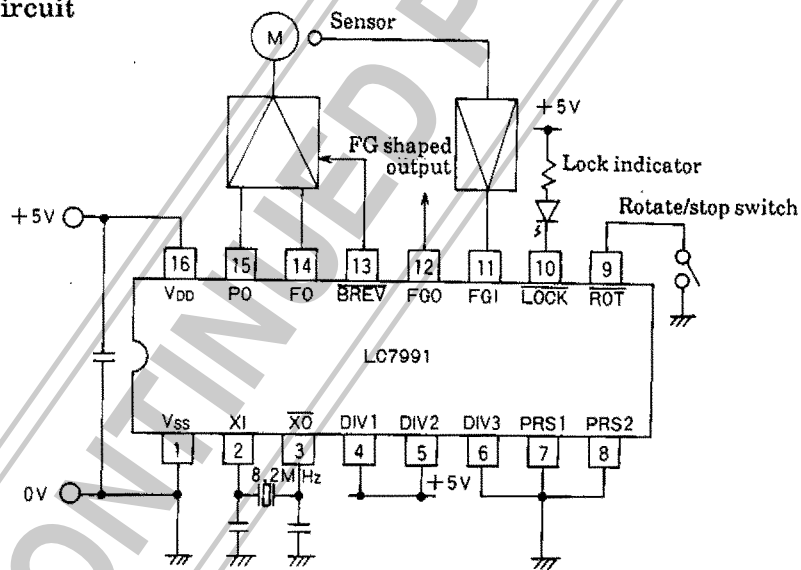 ircuit
M
Sensor
+5V
FG shaped
output
Lock indicator
Rotate/stop switch
+5V
16 15 14 13 12 11 10 9
VDD PO FO BREV FGO FGI LOCK ROT
LC7991
VSS XI XO DIV1 DIV2 DIV3 PRS1 PRS2
1 2 3 4 5 6 7 8
8.2MHz
+5V
0V
ONTINUED P